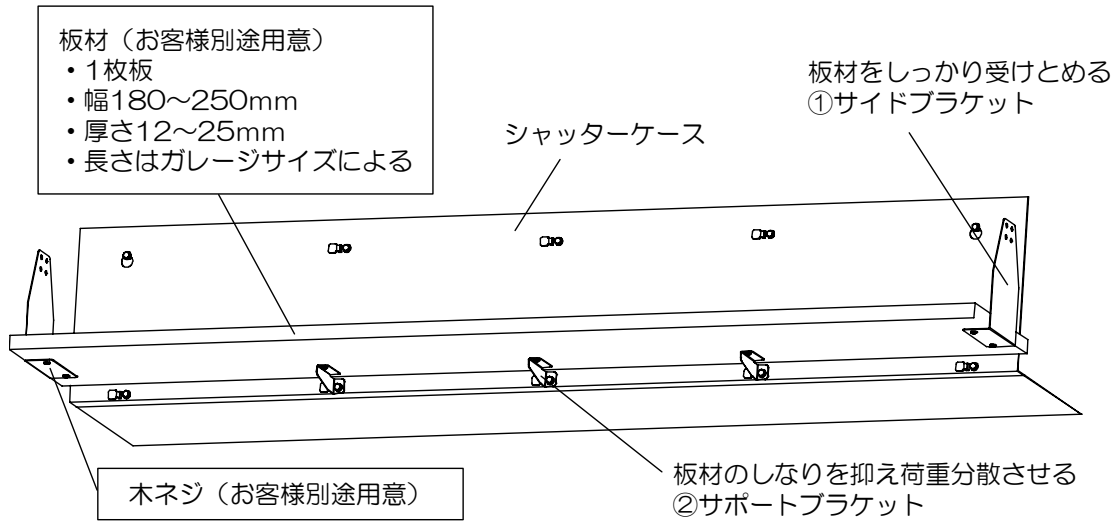 板材（お客様別途用意）
・1枚板
・幅180～250mm
・厚さ12～25mm
・長さはガレージサイズによる
シャッターケース
板材をしっかり受けとめる
①サイドブラケット
木ネジ（お客様別途用意）
板材のしなりを抑え荷重分散させる
②サポートブラケット